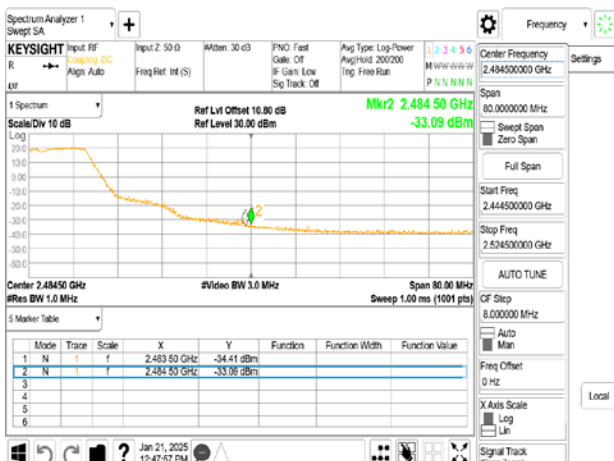 Spectrum Analyzer 1
Swept SA
+
Frequency
KEYSIGHT
R
Input: RF
Coupling: DC
Align: Auto
Input Z: 50 Ω
Freq Ref: Int (S)
#Atten: 30 dB
PNO: Fast
Gate: Off
IF Gain: Low
Sig Track: Off
Avg Type: Log-Power
Avg|Hold: 200/200
Trig: Free Run
1 2 3 4 5 6
M W W W W W
P N N N N N
1 Spectrum
Scale/Div 10 dB
Ref Lvl Offset 10.80 dB
Ref Level 30.00 dBm
Mkr2 2.484 50 GHz
-33.09 dBm
Log
20.0
10.0
0.00
-10.0
-20.0
-30.0
-40.0
-50.0
-60.0
2
Center 2.48450 GHz
#Res BW 1.0 MHz
#Video BW 3.0 MHz
Span 80.00 MHz
Sweep 1.00 ms (1001 pts)
5 Marker Table
Mode Trace Scale X Y Function Function Width Function Value
1 N 1 f 2.483 50 GHz -34.41 dBm
2 N 1 f 2.484 50 GHz -33.09 dBm
3
4
5
6
?
Jan 21, 2025
12:47:57 PM
Center Frequency
2.484500000 GHz
Span
80.0000000 MHz
Swept Span
Zero Span
Full Span
Start Freq
2.444500000 GHz
Stop Freq
2.524500000 GHz
AUTO TUNE
CF Step
8.000000 MHz
Auto
Man
Freq Offset
0 Hz
X Axis Scale
Log
Lin
Signal Track
Settings
Local